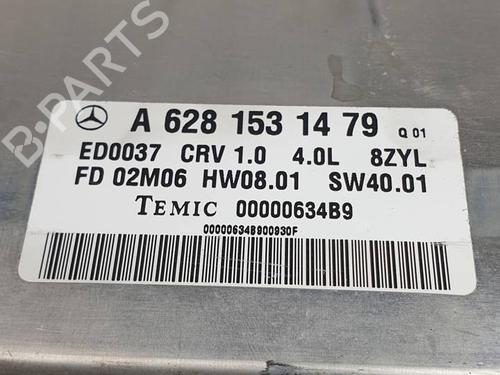 A 628 153 14 79 Q 01
ED0037 CRV 1.0 4.0L 8ZYL
FD 02M06 HW08.01 SW40.01
TEMIC 00000634B9
00000634B900930F
B-PARTS